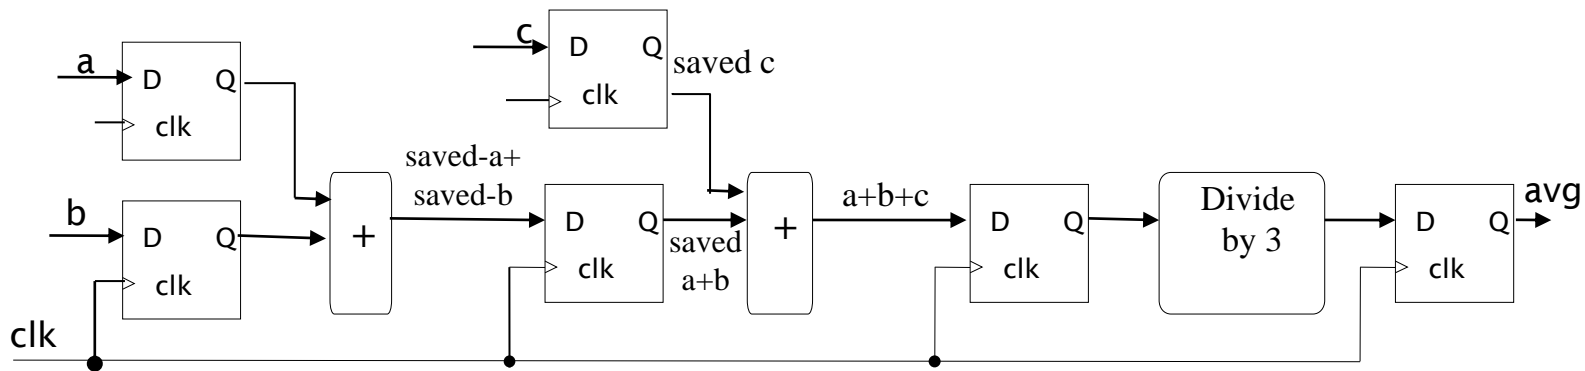 a
D Q
clk
c
D Q
clk
saved c
b
D Q
clk
+
saved-a+
saved-b
D Q
clk
saved
a+b
+
a+b+c
D Q
clk
Divide
by 3
D Q
clk
avg
clk